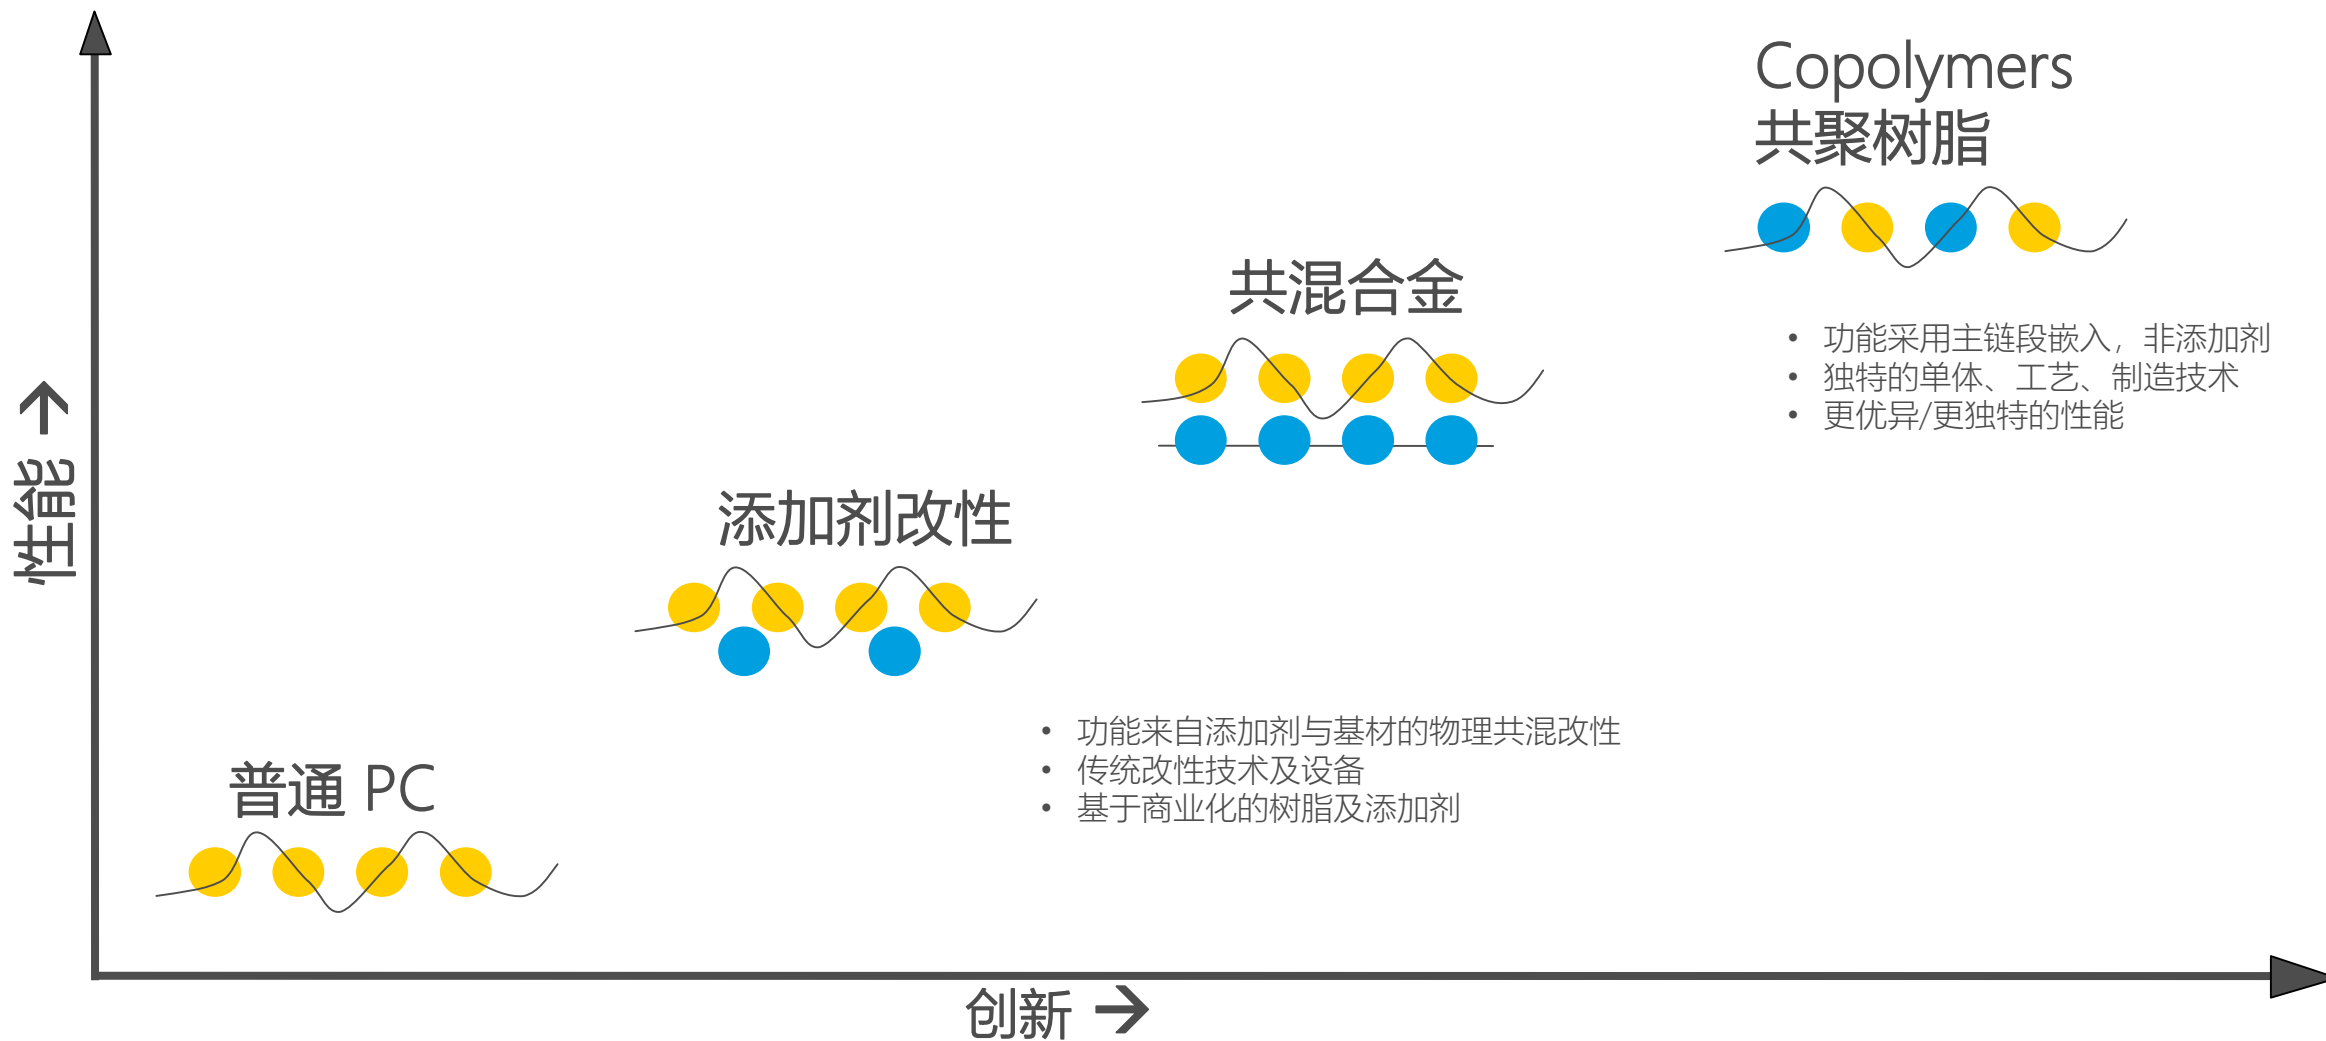 Copolymers
共聚树脂
• 功能采用主链段嵌入，非添加剂
• 独特的单体、工艺、制造技术
• 更优异/更独特的性能
共混合金
添加剂改性
• 功能来自添加剂与基材的物理共混改性
• 传统改性技术及设备
• 基于商业化的树脂及添加剂
普通 PC
性能 →
创新 →